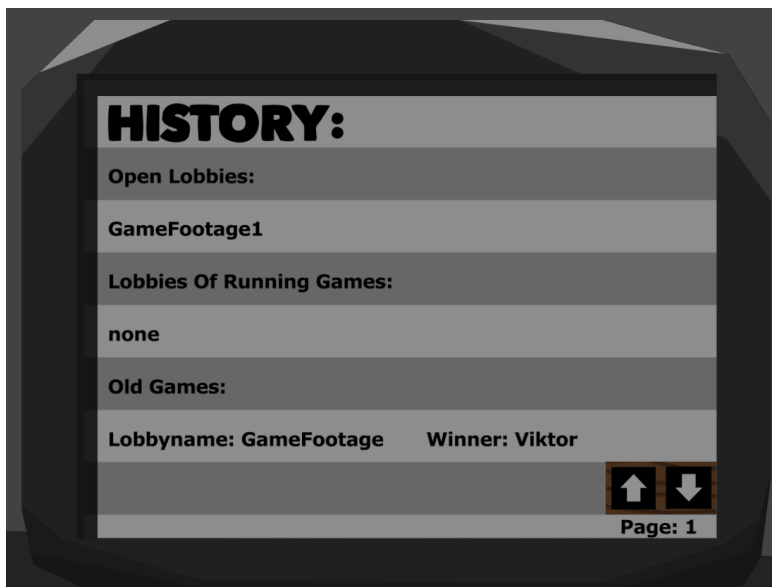 HISTORY:
Open Lobbies:
GameFootage1
Lobbies Of Running Games:
none
Old Games:
Lobbyname: GameFootage Winner: Viktor
Page: 1